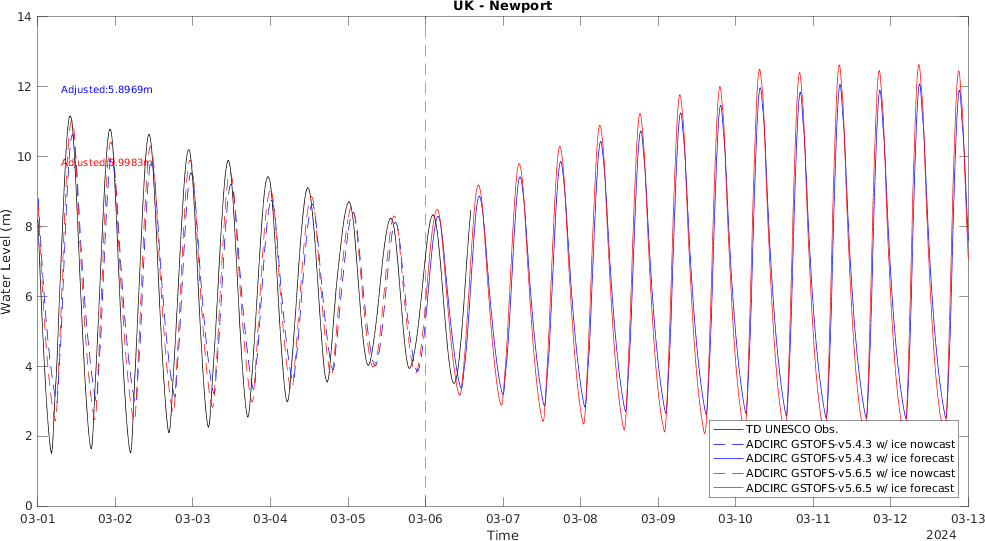 UK - Newport
14
12
10
8
6
4
2
0
Water Level (m)
Adjusted:5.8969m
Adjusted:5.9983m
TD UNESCO Obs.
ADCIRC GSTOFS-v5.4.3 w/ ice nowcast
ADCIRC GSTOFS-v5.4.3 w/ ice forecast
ADCIRC GSTOFS-v5.6.5 w/ ice nowcast
ADCIRC GSTOFS-v5.6.5 w/ ice forecast
03-01 03-02 03-03 03-04 03-05 03-06 03-07 03-08 03-09 03-10 03-11 03-12 03-13
Time
2024